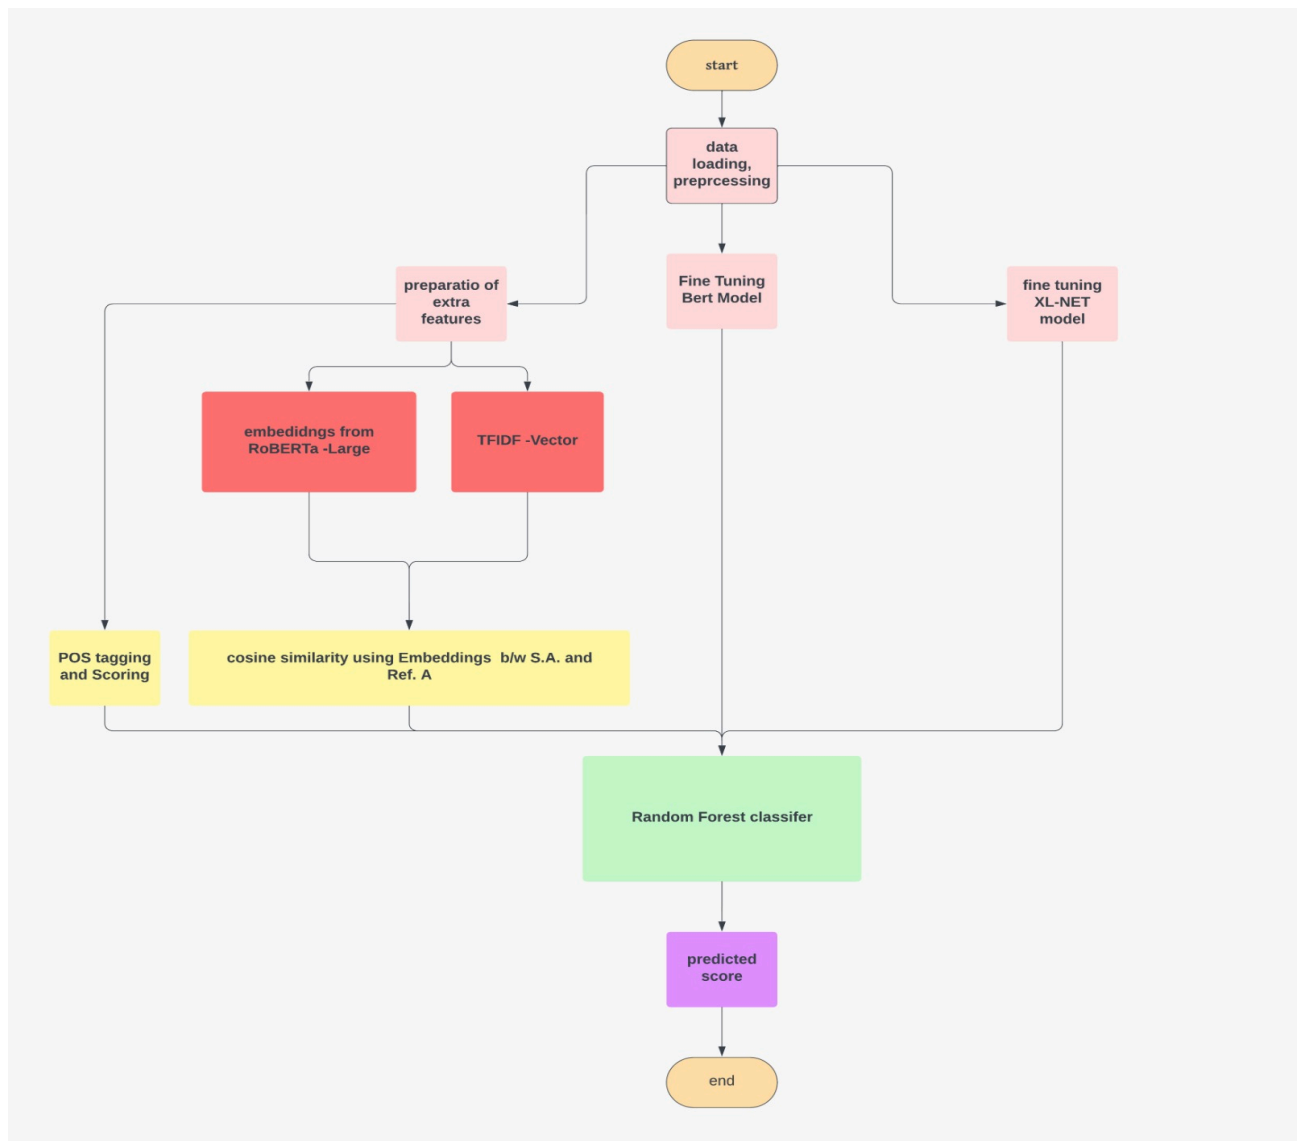 start
data
loading,
preprcessing
preparatio of
extra
features
Fine Tuning
Bert Model
fine tuning
XL-NET
model
embedidngs from
RoBERTa -Large
TFIDF -Vector
POS tagging
and Scoring
cosine similarity using Embeddings  b/w S.A. and
Ref. A
Random Forest classifer
predicted
score
end